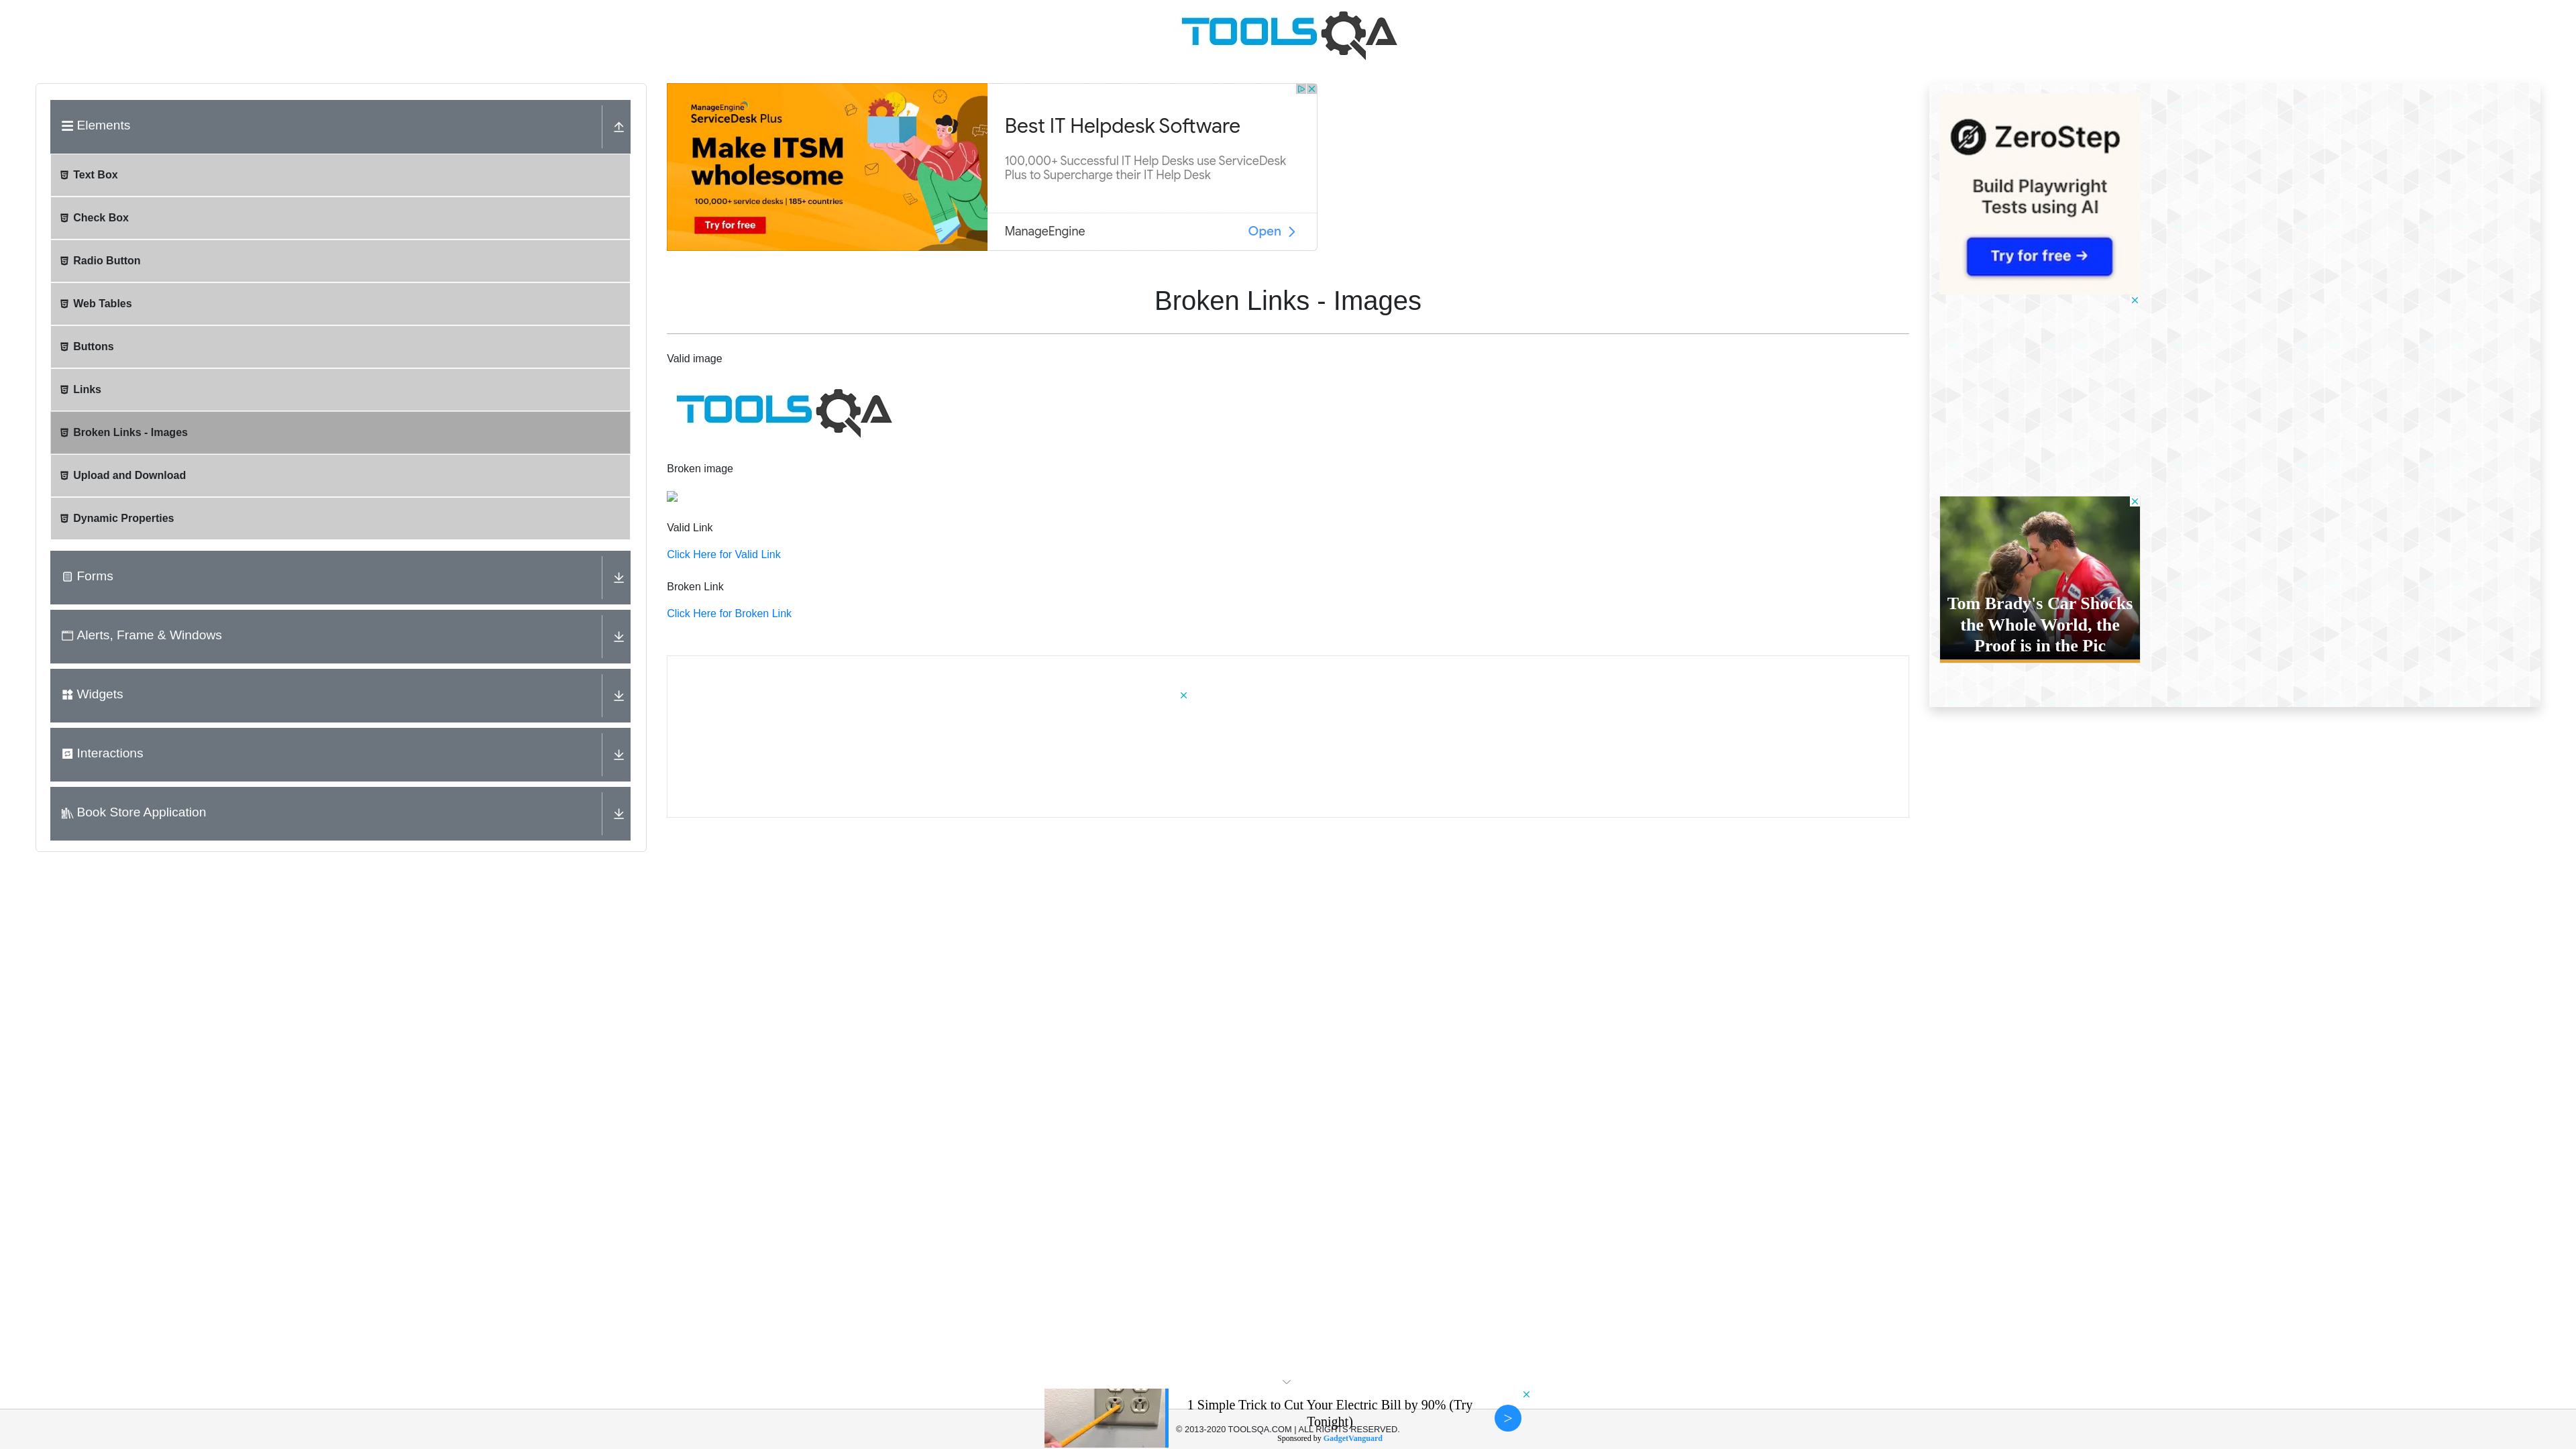 TOOLSQA
Elements
Text Box
Check Box
Radio Button
Web Tables
Buttons
Links
Broken Links - Images
Upload and Download
Dynamic Properties
Forms
Alerts, Frame & Windows
Widgets
Interactions
Book Store Application
ManageEngine
ServiceDesk Plus
Make ITSM
wholesome
100,000+ service desks | 185+ countries
Try for free
Best IT Helpdesk Software
100,000+ Successful IT Help Desks use ServiceDesk
Plus to Supercharge their IT Help Desk
ManageEngine
Open
Broken Links - Images
Valid image
TOOLSQA
Broken image
Valid Link
Click Here for Valid Link
Broken Link
Click Here for Broken Link
ZeroStep
Build Playwright
Tests using AI
Try for free →
Tom Brady's Car Shocks
the Whole World, the
Proof is in the Pic
1 Simple Trick to Cut Your Electric Bill by 90% (Try
Tonight)
© 2013-2020 TOOLSQA.COM | ALL RIGHTS RESERVED.
Sponsored by GadgetVanguard
>